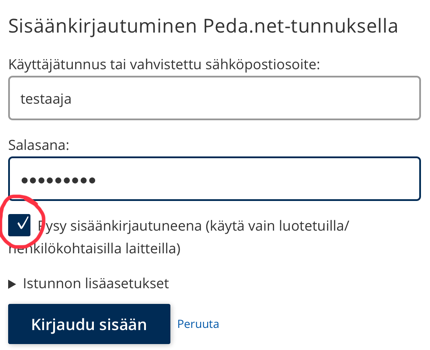 Sisäänkirjautuminen Peda.net-tunnuksella
Käyttäjätunnus tai vahvistettu sähköpostiosoite:
testaaja
Salasana:
•••••••••
Pysy sisäänkirjautuneena (käytä vain luotetuilla/
henkilökohtaisilla laitteilla)
Istunnon lisäasetukset
Kirjaudu sisään Peruuta